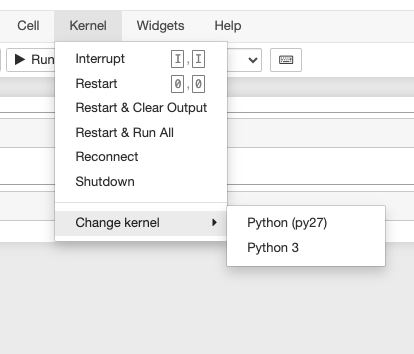 Cell Kernel Widgets Help
Run
Interrupt I , I
Restart 0 , 0
Restart & Clear Output
Restart & Run All
Reconnect
Shutdown
Change kernel
Python (py27)
Python 3